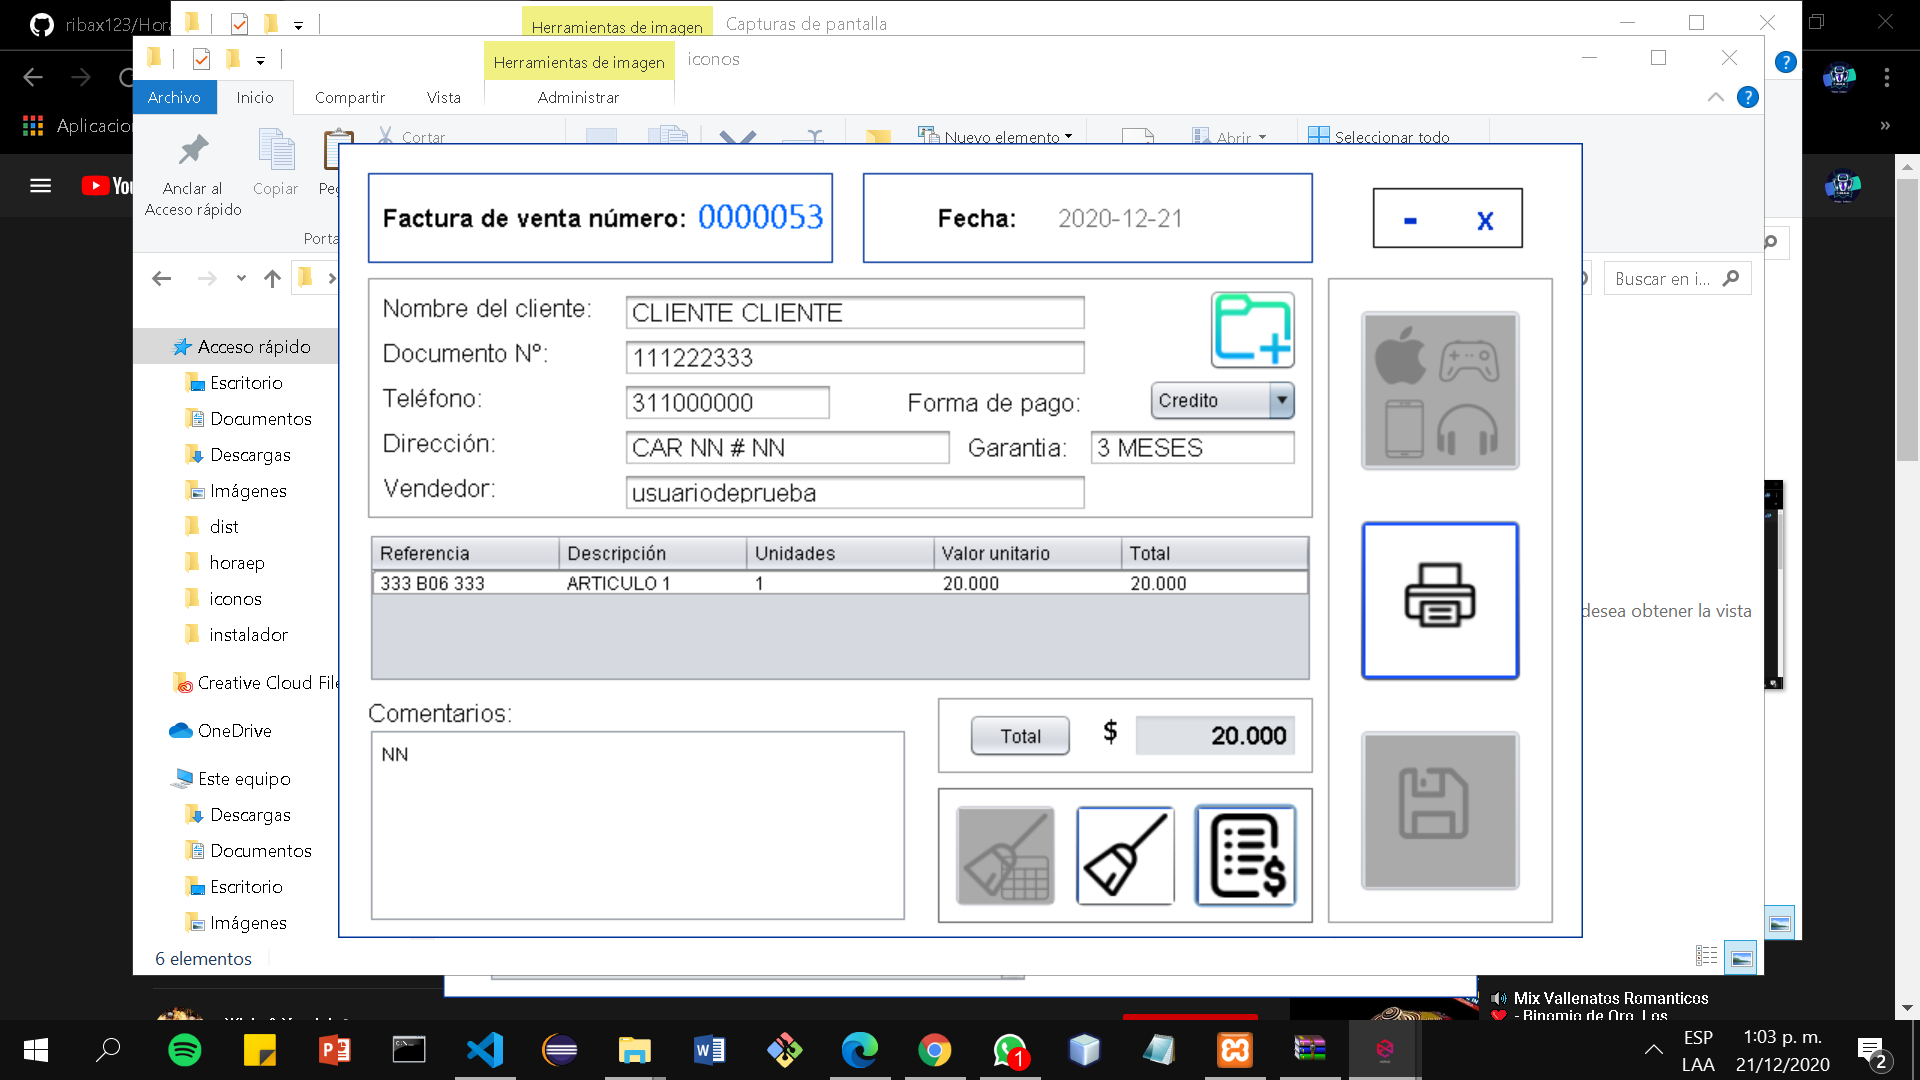 ribax123/Hora
Herramientas de imagen
Capturas de pantalla
Herramientas de imagen
iconos
Archivo
Inicio
Compartir
Vista
Administrar
Aplicacio
Cortar
Nuevo elemento
Abrir
Seleccionar todo
Anclar al
Acceso rápido
Copiar
Peg
You
Porta
Buscar en i...
Factura de venta número: 0000053
Fecha: 2020-12-21
- x
Nombre del cliente: CLIENTE CLIENTE
Documento Nº: 111222333
Teléfono: 311000000
Forma de pago: Credito
Dirección: CAR NN # NN
Garantia: 3 MESES
Vendedor: usuariodeprueba
Referencia Descripción Unidades Valor unitario Total
333 B06 333 ARTICULO 1 1 20.000 20.000
Comentarios:
NN
Total $ 20.000
Acceso rápido
Escritorio
Documentos
Descargas
Imágenes
dist
horaep
iconos
instalador
Creative Cloud File
OneDrive
Este equipo
Descargas
Documentos
Escritorio
Imágenes
desea obtener la vista
6 elementos
Mix Vallenatos Romanticos
- Binomio de Oro, Los
1
ESP
LAA
1:03 p. m.
21/12/2020
2